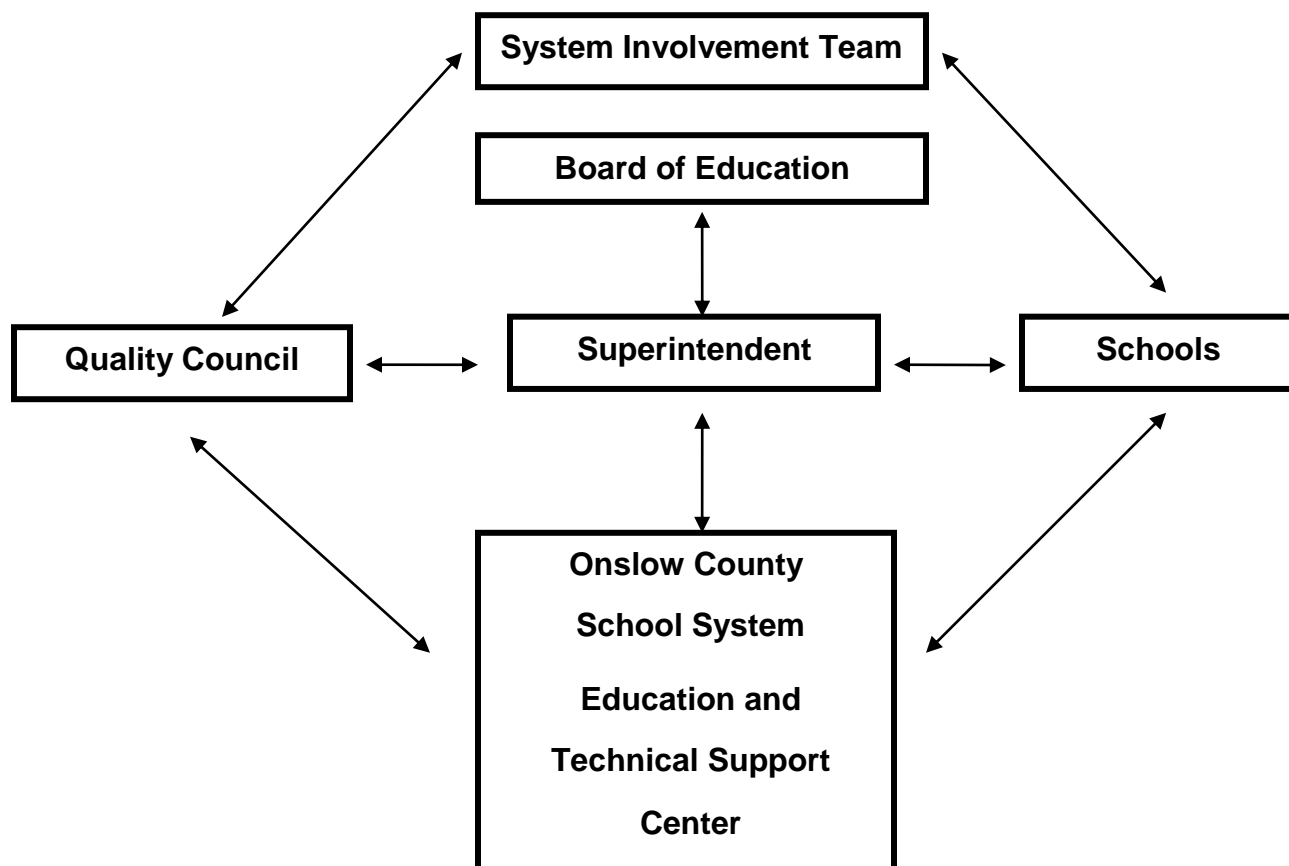 System Involvement Team
Board of Education
Quality Council
Superintendent
Schools
Onslow County
School System
Education and
Technical Support
Center